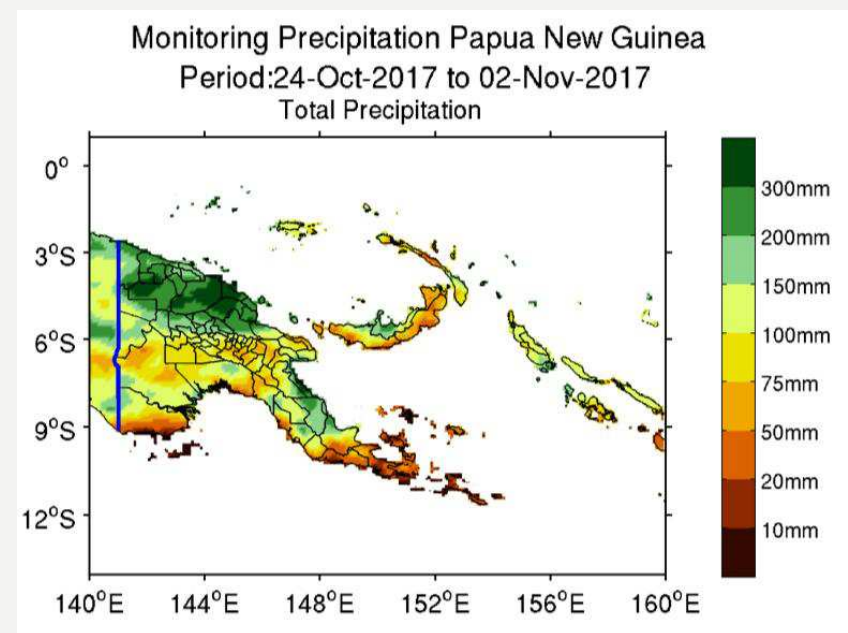 Monitoring Precipitation Papua New Guinea
Period:24-Oct-2017 to 02-Nov-2017
Total Precipitation
0°
3°S
6°S
9°S
12°S
140°E 144°E 148°E 152°E 156°E 160°E
300mm
200mm
150mm
100mm
75mm
50mm
20mm
10mm